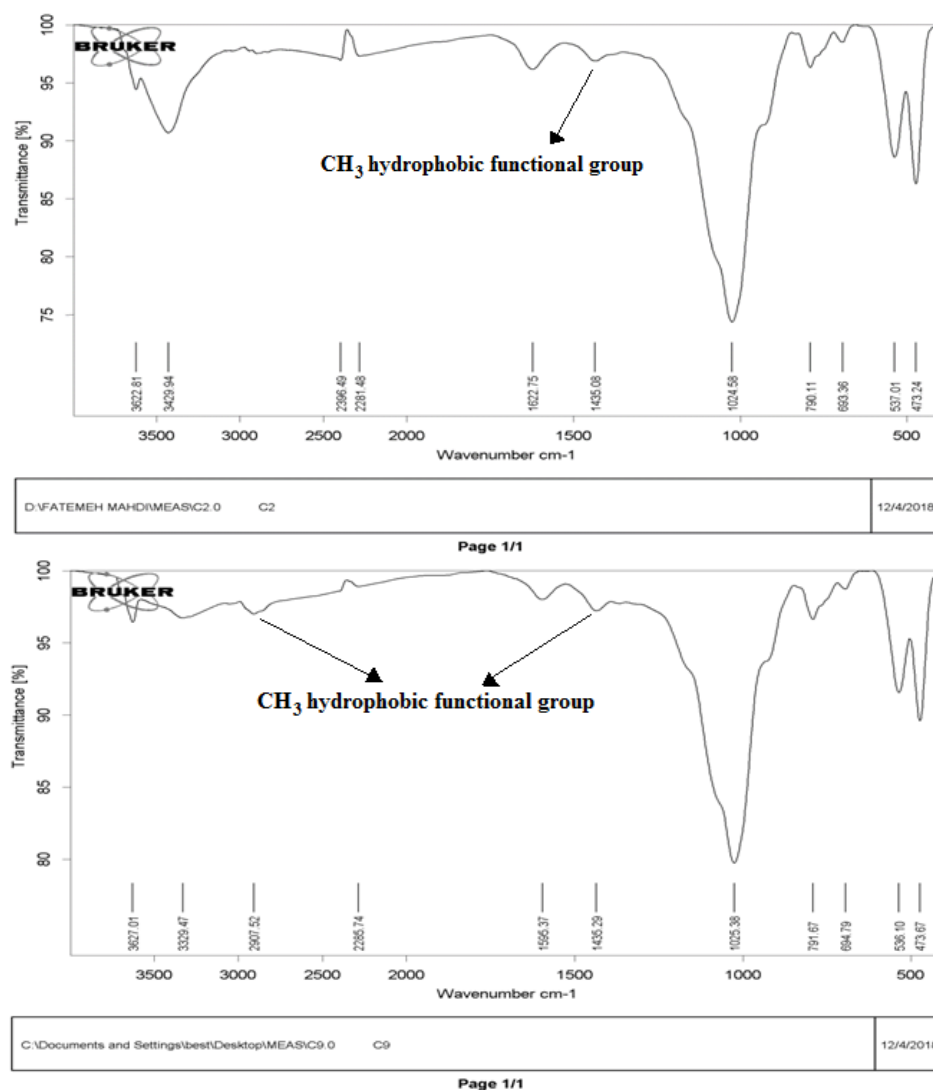 BRUKER
100
95
90
85
80
75
Transmittance [%]
CH3 hydrophobic functional group
3622.81
3429.94
2396.49
2281.48
1622.75
1435.08
1024.58
790.11
693.36
537.01
473.24
3500 3000 2500 2000 1500 1000 500
Wavenumber cm-1
D:\FATEMEH MAHDI\MEAS\C2.0 C2 12/4/2018
Page 1/1
BRUKER
100
95
90
85
80
Transmittance [%]
CH3 hydrophobic functional group
3627.01
3329.47
2907.52
2285.74
1595.37
1435.29
1025.38
791.67
694.79
536.10
473.67
3500 3000 2500 2000 1500 1000 500
Wavenumber cm-1
C:\Documents and Settings\best\Desktop\MEAS\C9.0 C9 12/4/2018
Page 1/1